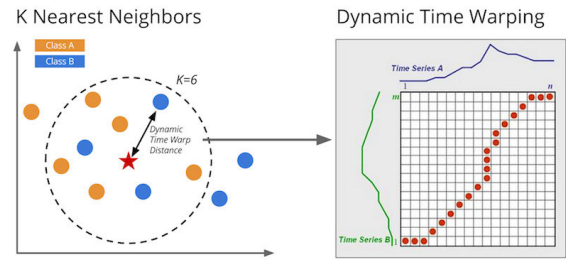 K Nearest Neighbors
Class A
Class B
K=6
Dynamic
Time Warp
Distance
Dynamic Time Warping
Time Series A
1
n
m
Time Series B
1